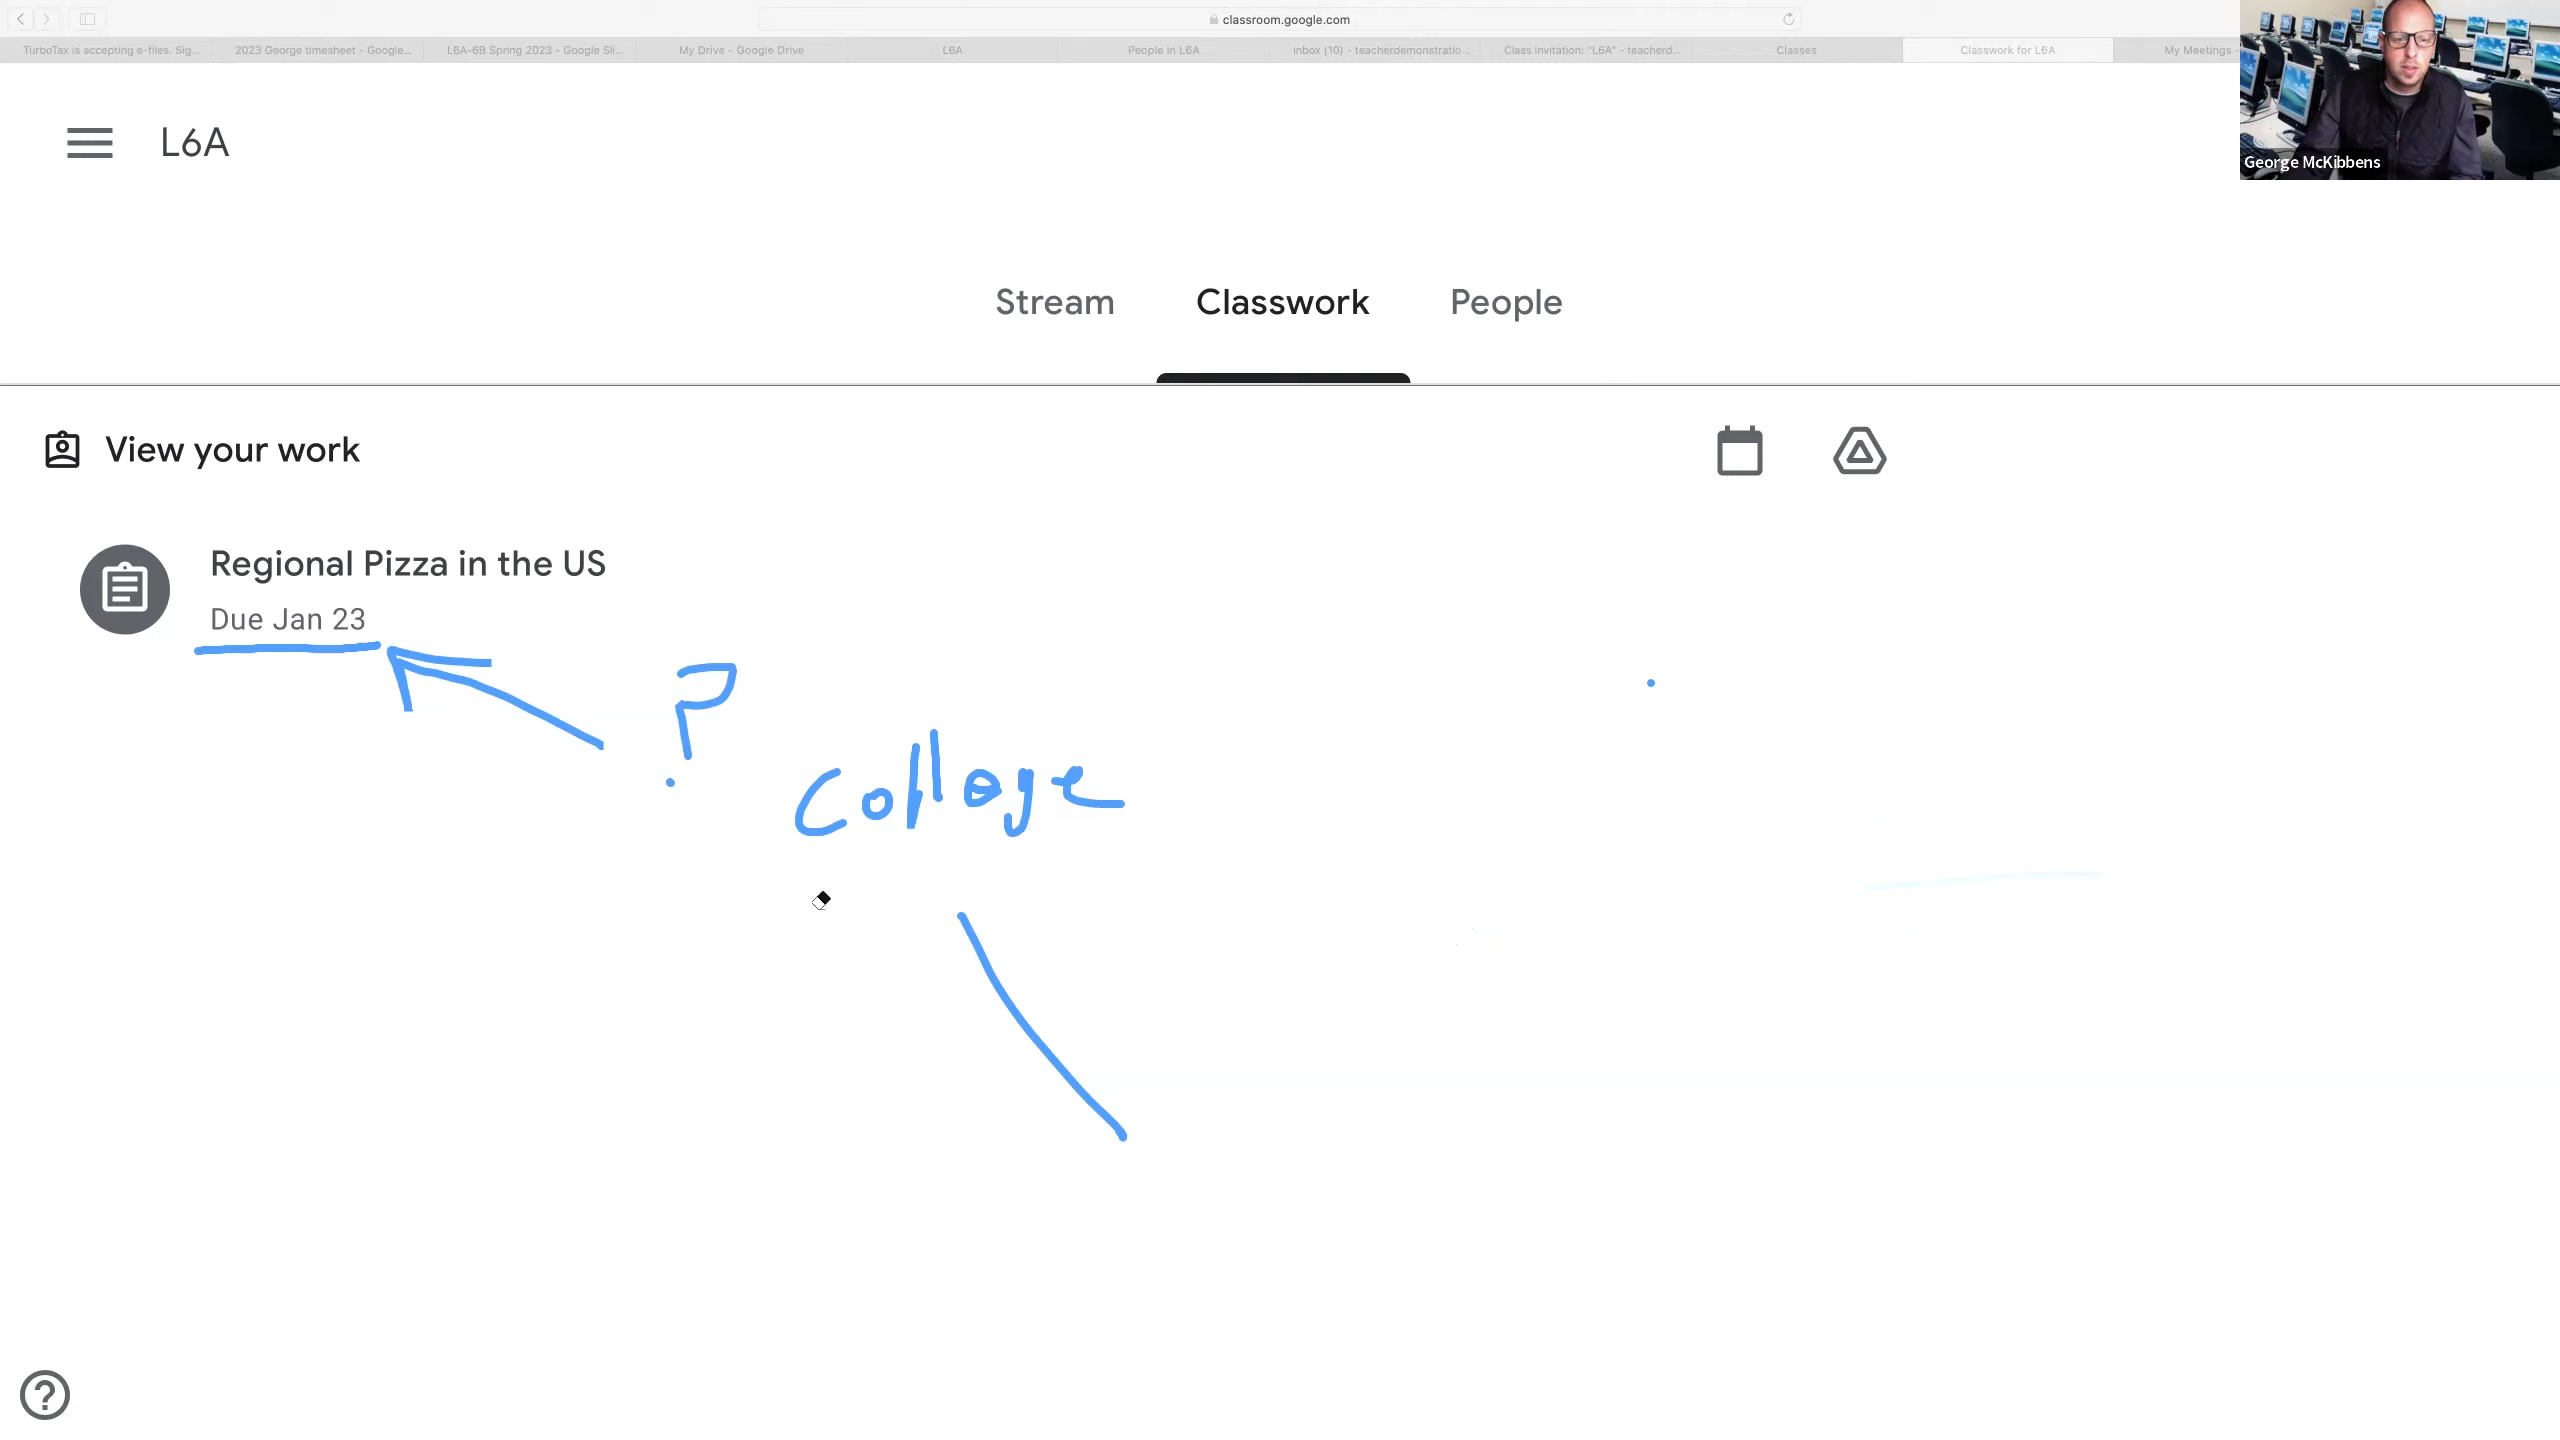 classroom.google.com
TurboTax is accepting e-files. Sig...
2023 George timesheet - Google...
L6A-6B Spring 2023 - Google Sli...
My Drive - Google Drive
L6A
People in L6A
Inbox (10) - teacherdemonstratio...
Class invitation: "L6A" - teacherd...
Classes
Classwork for L6A
My Meetings -
George McKibbens
L6A
Stream Classwork People
View your work
Regional Pizza in the US
Due Jan 23
?
College